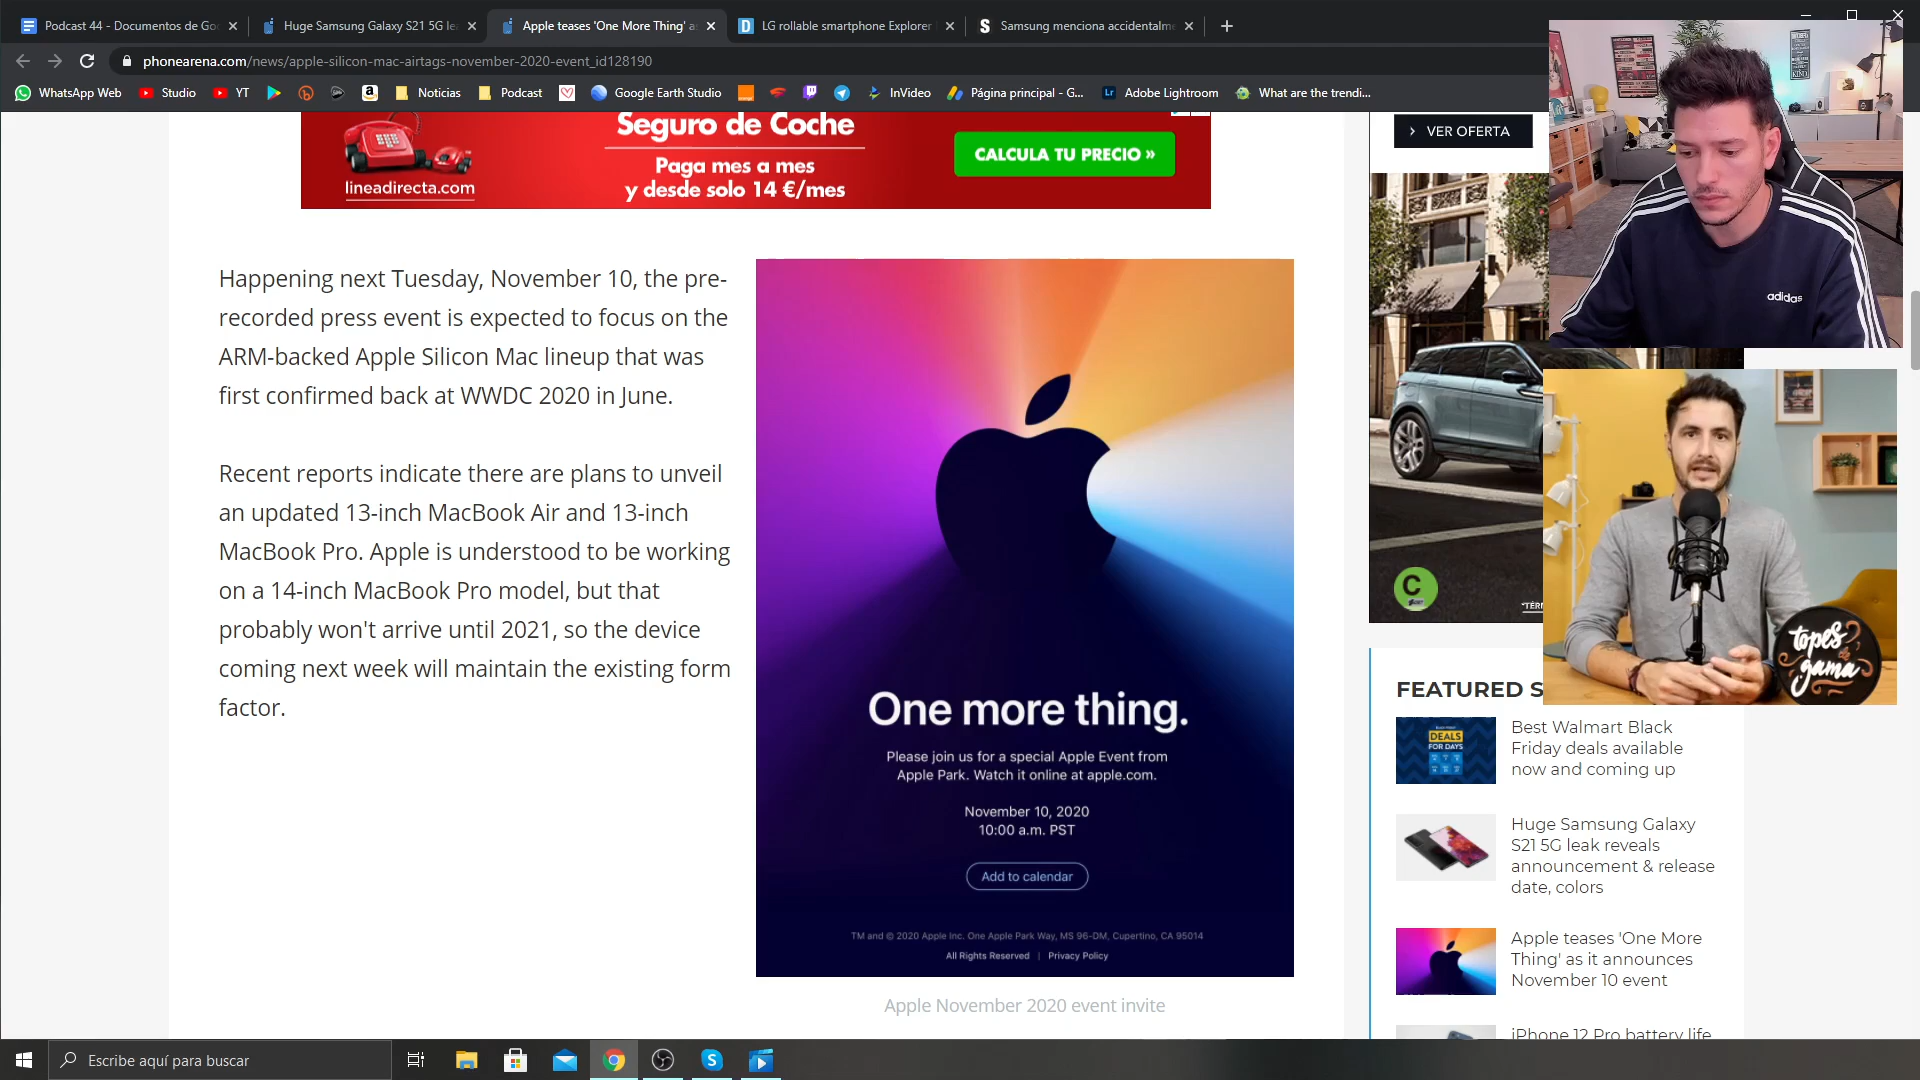 Podcast 44 - Documentos de Go
Huge Samsung Galaxy S21 5G le
Apple teases 'One More Thing' a
LG rollable smartphone Explorer
Samsung menciona accidentalme
phonearena.com/news/apple-silicon-mac-airtags-november-2020-event_id128190
WhatsApp Web
Studio
YT
Noticias
Podcast
Google Earth Studio
InVideo
Página principal - G...
Adobe Lightroom
What are the trendi...
Seguro de Coche
Paga mes a mes
y desde solo 14 €/mes
lineadirecta.com
CALCULA TU PRECIO »
VER OFERTA
adidas
Happening next Tuesday, November 10, the pre-
recorded press event is expected to focus on the
ARM-backed Apple Silicon Mac lineup that was
first confirmed back at WWDC 2020 in June.
Recent reports indicate there are plans to unveil
an updated 13-inch MacBook Air and 13-inch
MacBook Pro. Apple is understood to be working
on a 14-inch MacBook Pro model, but that
probably won't arrive until 2021, so the device
coming next week will maintain the existing form
factor.
One more thing.
Please join us for a special Apple Event from
Apple Park. Watch it online at apple.com.
November 10, 2020
10:00 a.m. PST
Add to calendar
TM and © 2020 Apple Inc. One Apple Park Way, MS 96-DM, Cupertino, CA 95014
All Rights Reserved | Privacy Policy
Apple November 2020 event invite
topes de gama
FEATURED S
DEALS
FOR DAYS
Best Walmart Black
Friday deals available
now and coming up
Huge Samsung Galaxy
S21 5G leak reveals
announcement & release
date, colors
Apple teases 'One More
Thing' as it announces
November 10 event
iPhone 12 Pro battery life
Escribe aquí para buscar